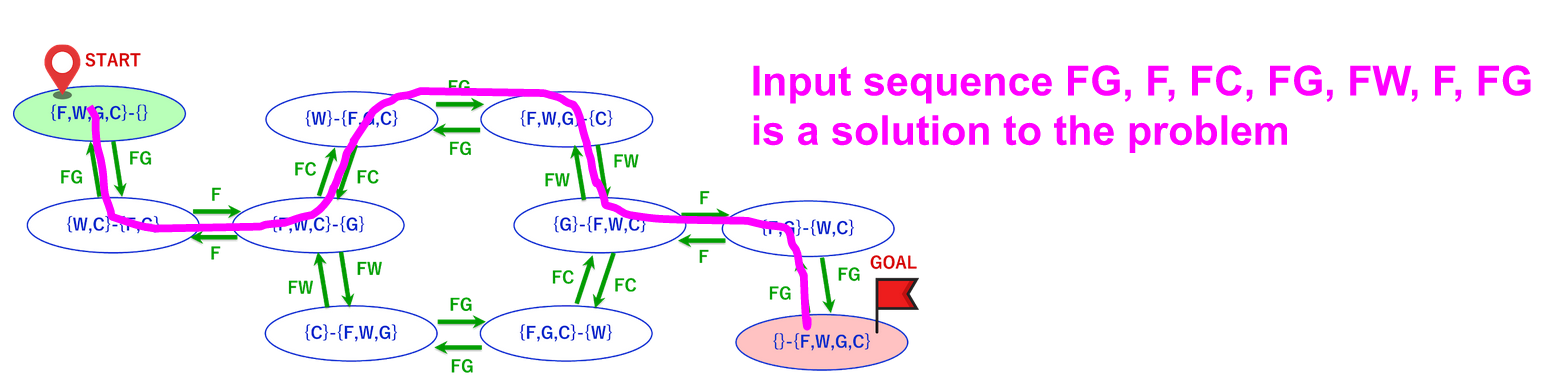 START
Input sequence FG, F, FC, FG, FW, F, FG
is a solution to the problem
{F,W,G,C}-{}
{W}-{F,G,C}
FG
FG
{F,W,G}-{C}
FG
FG
FC
FC
FW
FW
{W,C}-{F,C}
F
F
{F,W,C}-{G}
{G}-{F,W,C}
F
F
{F,G}-{W,C}
FW
FW
FC
FC
FG
FG
GOAL
{C}-{F,W,G}
FG
FG
{F,G,C}-{W}
{}-{F,W,G,C}